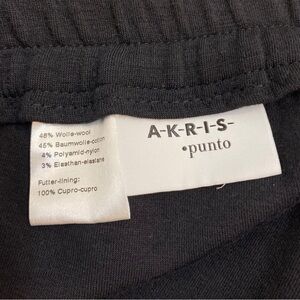 48% Wolle-wool
45% Baumwolle-cotton
4% Polyamid-nylon
3% Elasthan-elastane
Futter-lining:
100% Cupro-cupro
A-K-R-I-S-
•punto